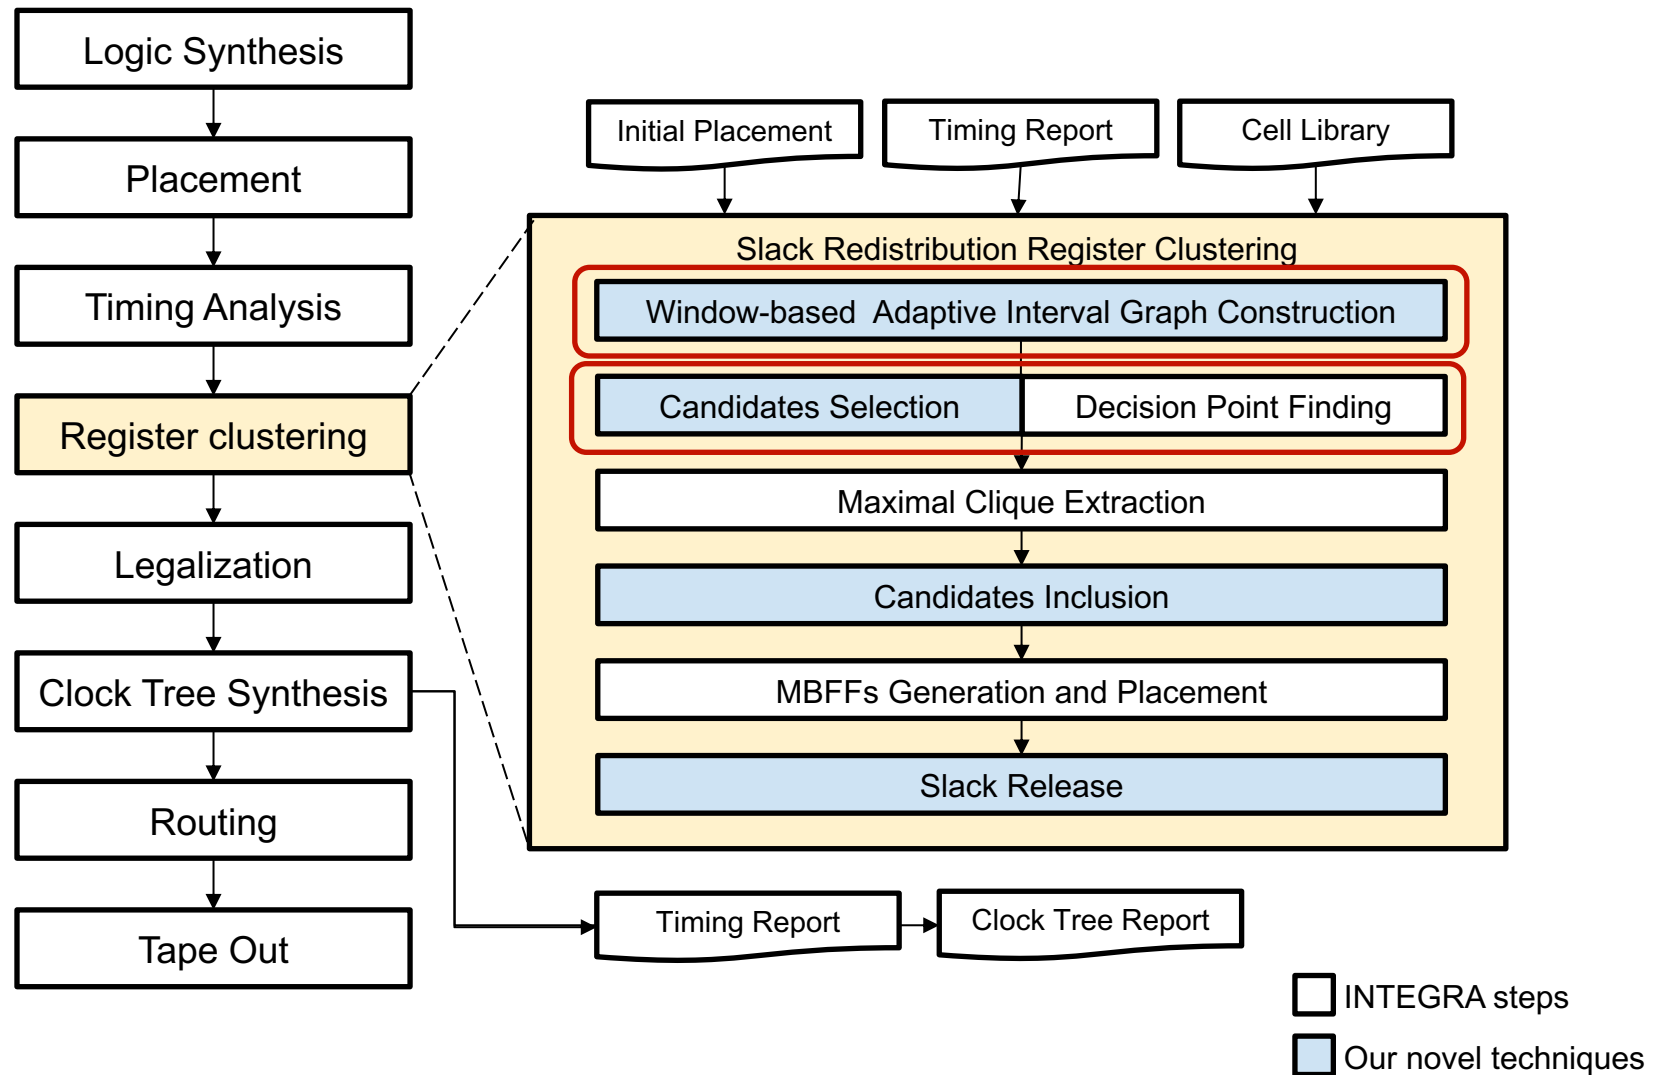 Logic Synthesis
Placement
Timing Analysis
Register clustering
Legalization
Clock Tree Synthesis
Routing
Tape Out
Initial Placement
Timing Report
Cell Library
Slack Redistribution Register Clustering
Window-based Adaptive Interval Graph Construction
Candidates Selection
Decision Point Finding
Maximal Clique Extraction
Candidates Inclusion
MBFFs Generation and Placement
Slack Release
Timing Report
Clock Tree Report
INTEGRA steps
Our novel techniques